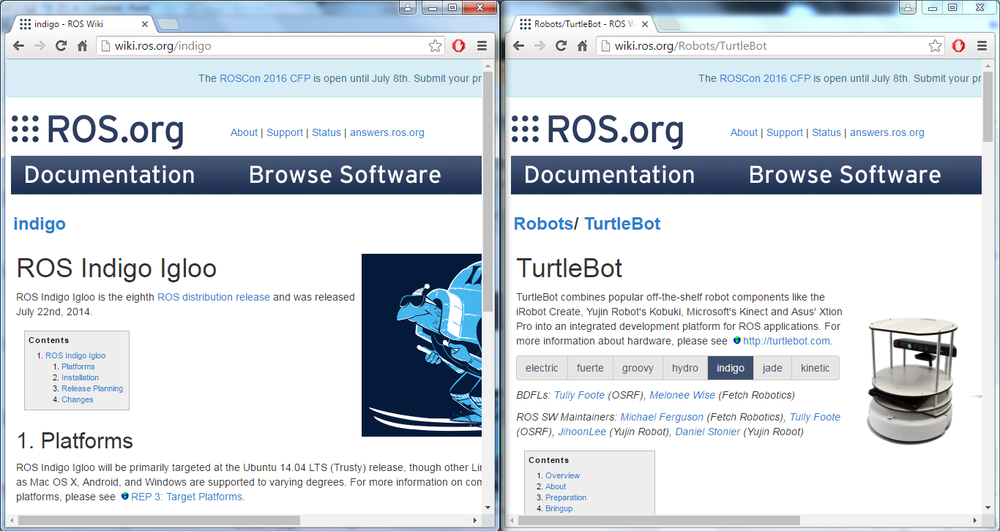 indigo - ROS Wiki
wiki.ros.org/indigo
The ROSCon 2016 CFP is open until July 8th. Submit your pr
ROS.org
About | Support | Status | answers.ros.org
Documentation Browse Software
indigo
ROS Indigo Igloo
ROS Indigo Igloo is the eighth ROS distribution release and was released
July 22nd, 2014.
Contents
1. ROS Indigo Igloo
1. Platforms
2. Installation
3. Release Planning
4. Changes
1. Platforms
ROS Indigo Igloo will be primarily targeted at the Ubuntu 14.04 LTS (Trusty) release, though other Lin
as Mac OS X, Android, and Windows are supported to varying degrees. For more information on com
platforms, please see REP 3: Target Platforms.
Robots/TurtleBot - ROS W
wiki.ros.org/Robots/TurtleBot
The ROSCon 2016 CFP is open until July 8th. Submit your pr
ROS.org
About | Support | Status | answers.ros.org
Documentation Browse Software
Robots/ TurtleBot
TurtleBot
TurtleBot combines popular off-the-shelf robot components like the
iRobot Create, Yujin Robot's Kobuki, Microsoft's Kinect and Asus' Xtion
Pro into an integrated development platform for ROS applications. For
more information about hardware, please see http://turtlebot.com.
electric fuerte groovy hydro indigo jade kinetic
BDFLs: Tully Foote (OSRF), Melonee Wise (Fetch Robotics)
ROS SW Maintainers: Michael Ferguson (Fetch Robotics), Tully Foote
(OSRF), JihoonLee (Yujin Robot), Daniel Stonier (Yujin Robot)
Contents
1. Overview
2. About
3. Preparation
4. Bringup